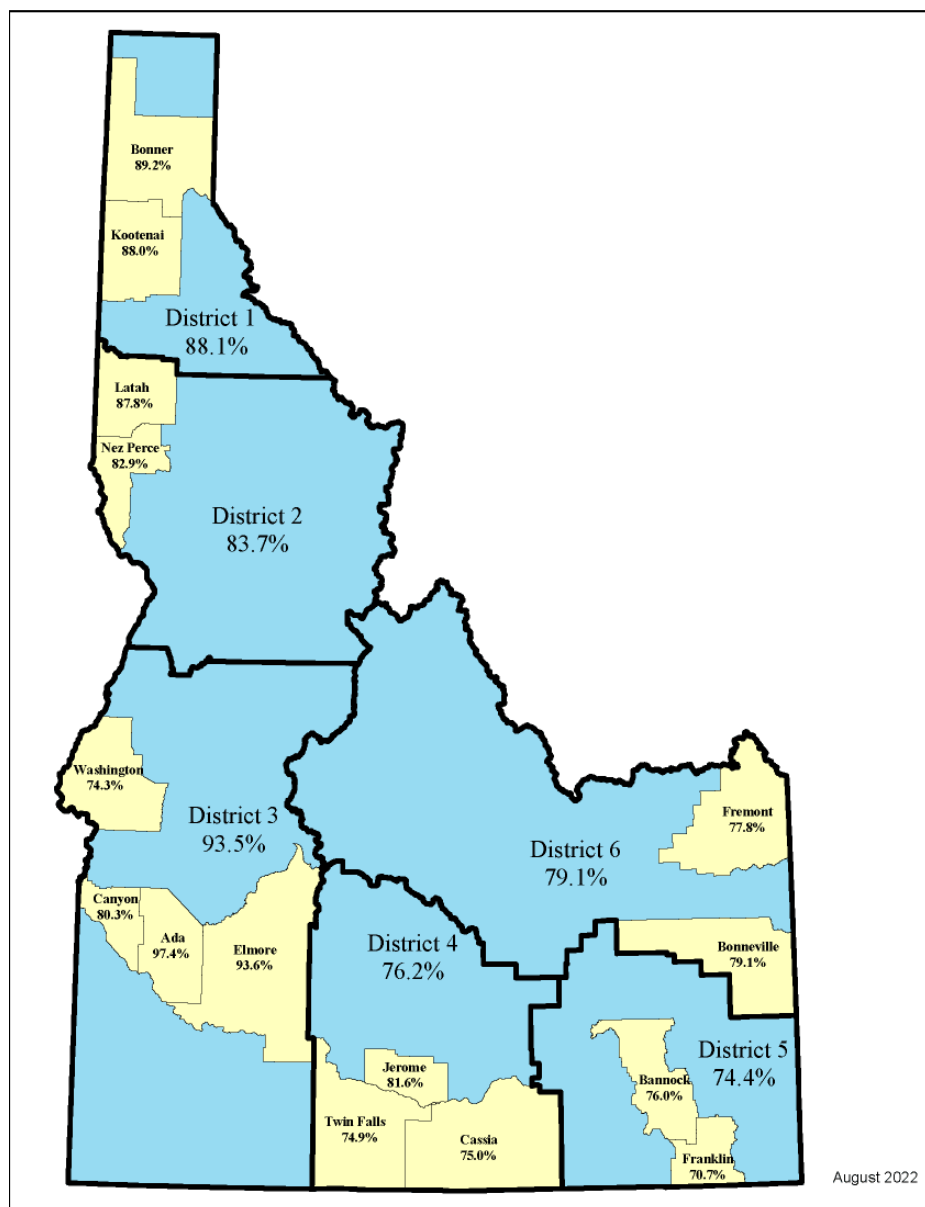 Bonner
89.2%
Kootenai
88.0%
District 1
88.1%
Latah
87.8%
Nez Perce
82.9%
District 2
83.7%
Washington
74.3%
District 3
93.5%
Fremont
77.8%
District 6
79.1%
Canyon
80.3%
Ada
97.4%
Elmore
93.6%
District 4
76.2%
Bonneville
79.1%
District 5
74.4%
Jerome
81.6%
Bannock
76.0%
Twin Falls
74.9%
Cassia
75.0%
Franklin
70.7%
August 2022